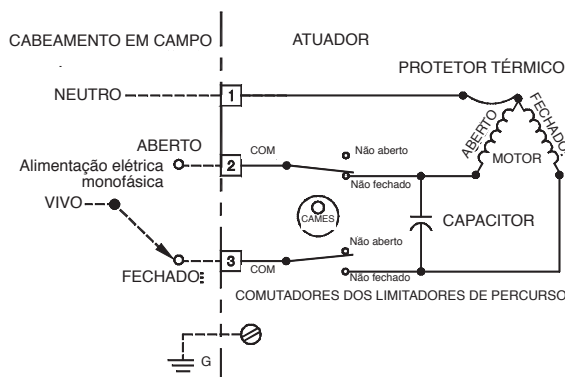 CABEAMENTO EM CAMPO
ATUADOR
PROTETOR TÉRMICO
NEUTRO
1
ABERTO
FECHADO.
MOTOR
ABERTO
COM
2
Não aberto
Não fechado
Alimentação elétrica
monofásica
VIVO
CAMES
CAPACITOR
Não aberto
3
COM
Não fechado
FECHADO
COMUTADORES DOS LIMITADORES DE PERCURSO
G